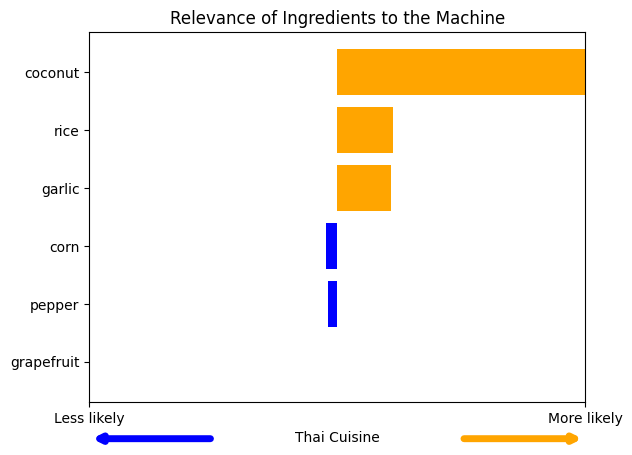 Relevance of Ingredients to the Machine
coconut
rice
garlic
corn
pepper
grapefruit
Less likely
More likely
Thai Cuisine